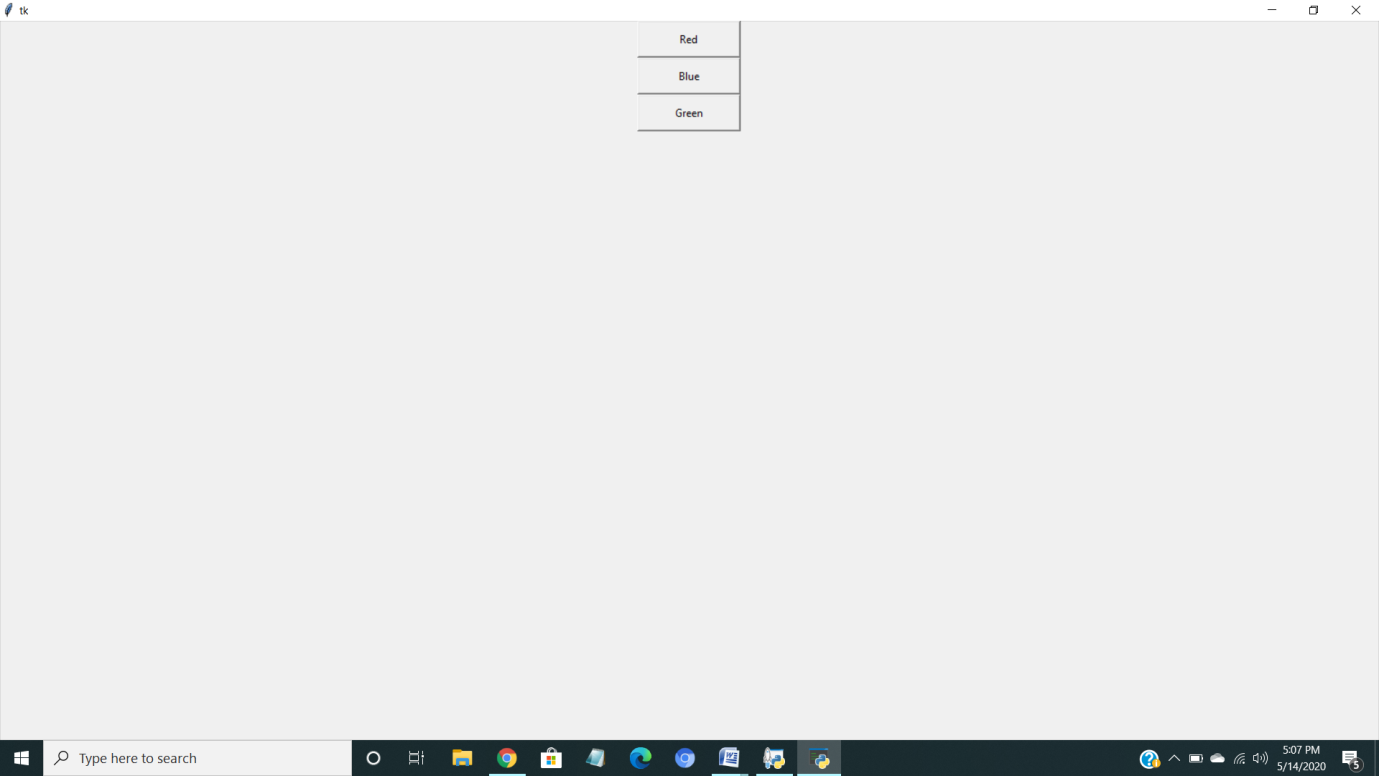 tk
Red
Blue
Green
Type here to search
5:07 PM
5/14/2020
5